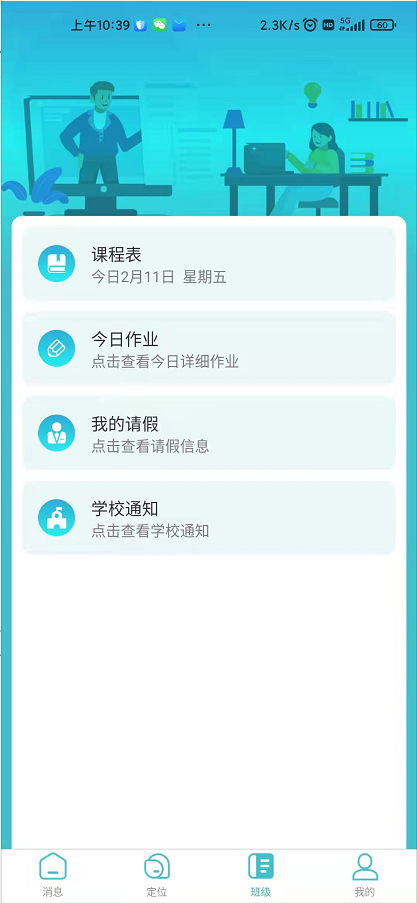 上午10:39 ··· 2.3K/s HD 5G 60
课程表
今日2月11日 星期五
今日作业
点击查看今日详细作业
我的请假
点击查看请假信息
学校通知
点击查看学校通知
消息 定位 班级 我的